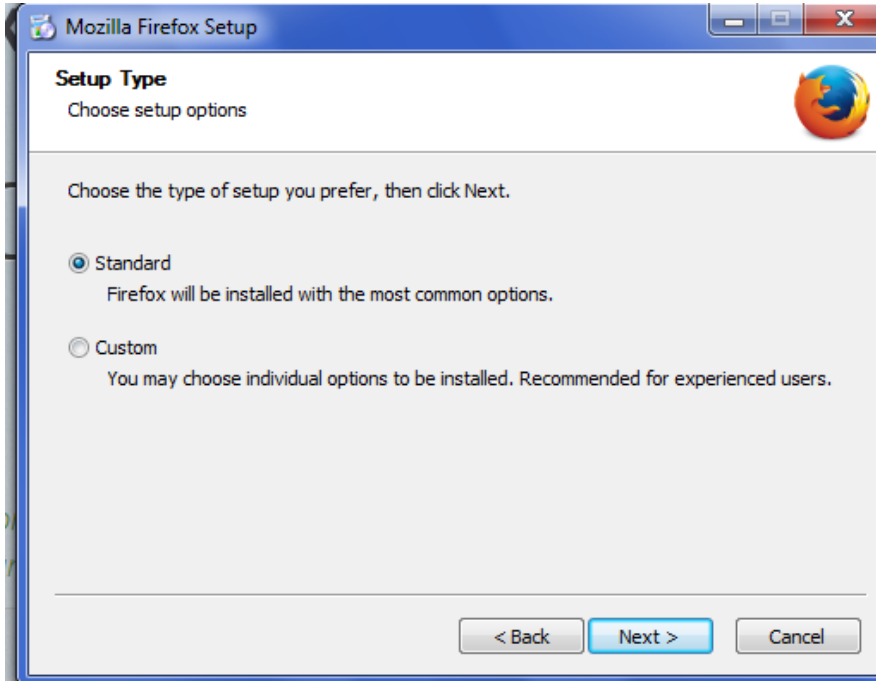 Mozilla Firefox Setup
Setup Type
Choose setup options
Choose the type of setup you prefer, then click Next.
Standard
Firefox will be installed with the most common options.
Custom
You may choose individual options to be installed. Recommended for experienced users.
< Back Next > Cancel